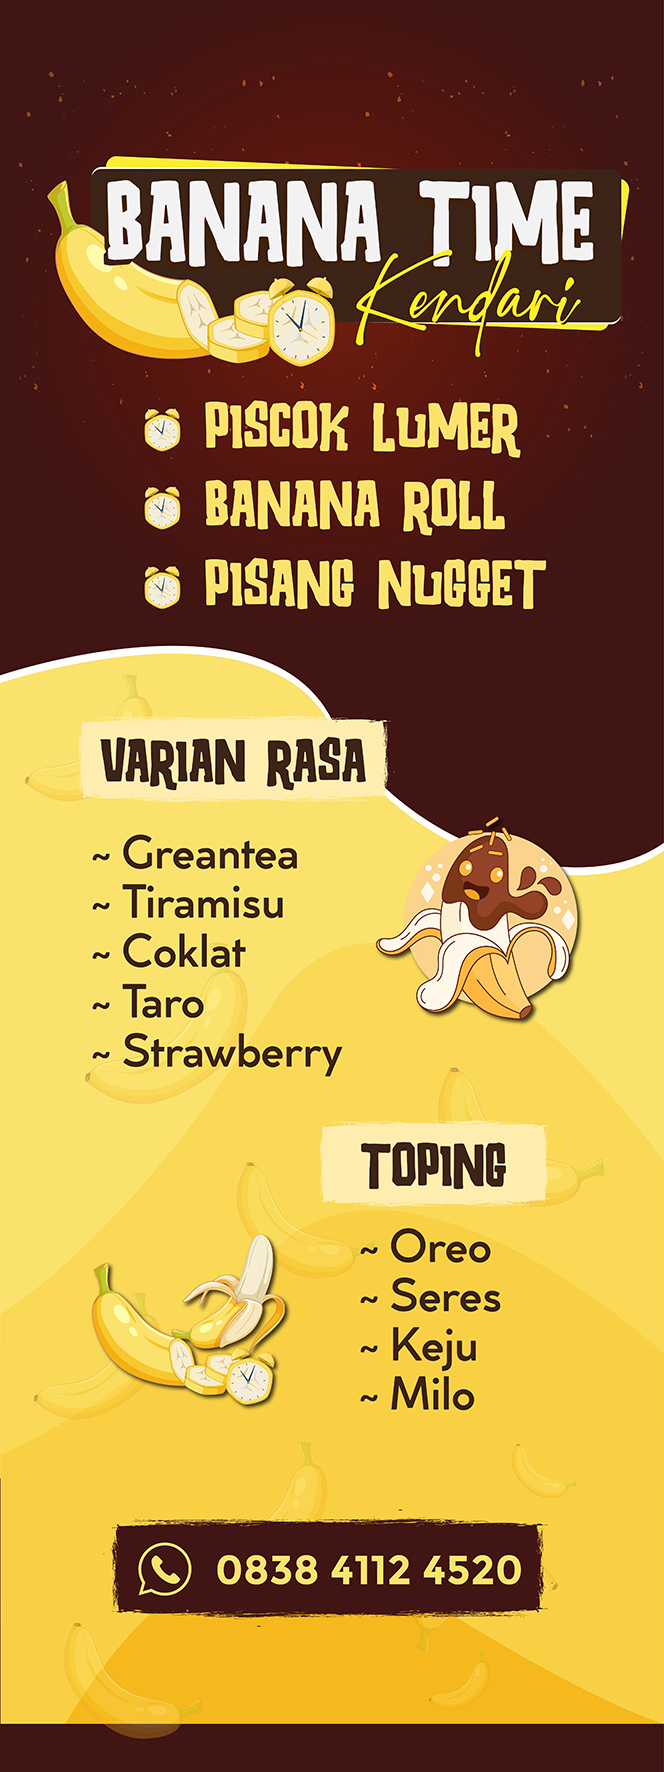 BANANA TIME
Kendari
PISCOK LUMER
BANANA ROLL
PISANG NUGGET
VARIAN RASA
~ Greantea
~ Tiramisu
~ Coklat
~ Taro
~ Strawberry
TOPING
~ Oreo
~ Seres
~ Keju
~ Milo
0838 4112 4520